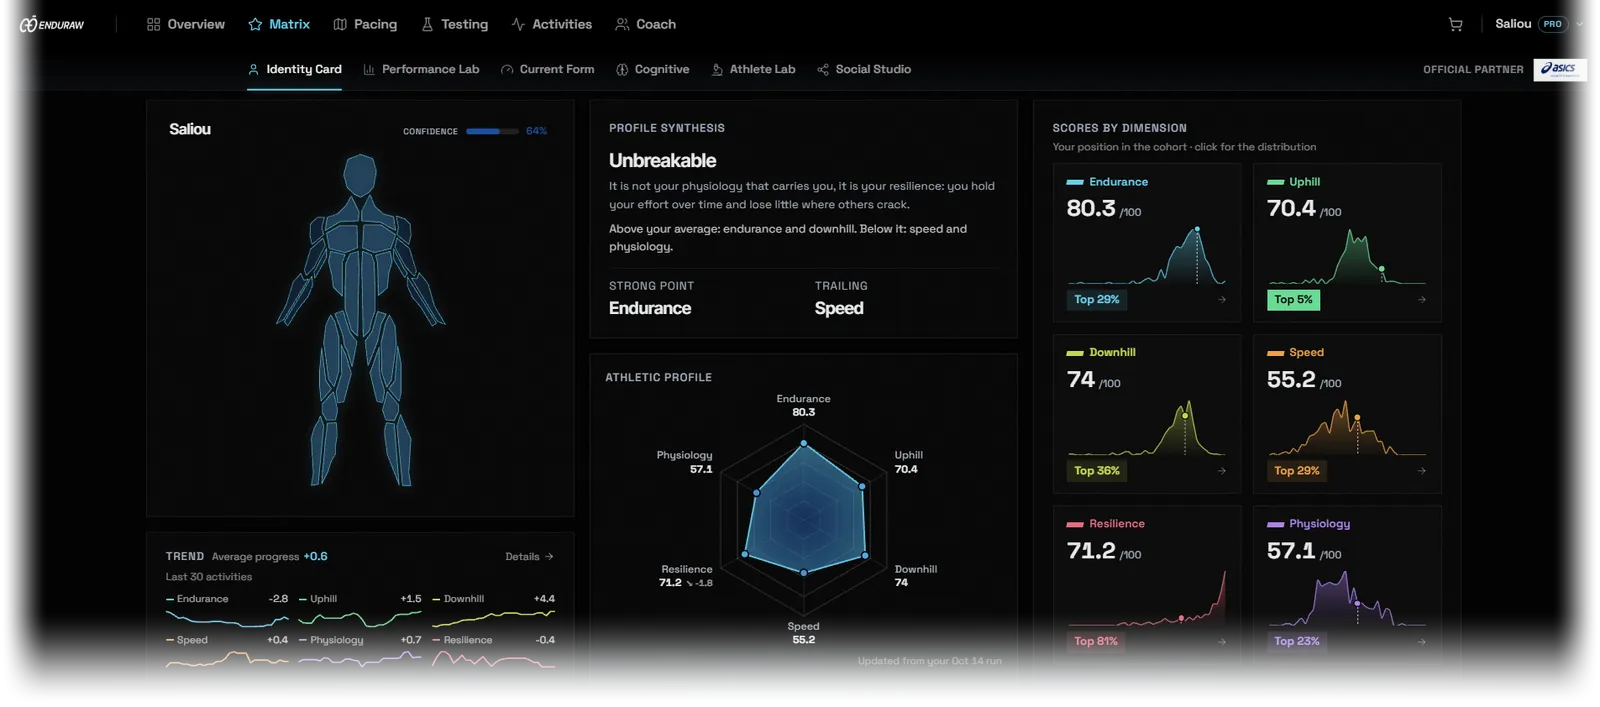 ENDURAW
Overview
Matrix
Pacing
Testing
Activities
Coach
Saliou PRO
Identity Card
Performance Lab
Current Form
Cognitive
Athlete Lab
Social Studio
OFFICIAL PARTNER
asics
Saliou
CONFIDENCE 64%
TREND Average progress +0.6
Details →
Last 30 activities
Endurance -2.8
Uphill +1.5
Downhill +4.4
Speed +0.4
Physiology +0.7
Resilience -0.4
PROFILE SYNTHESIS
Unbreakable
It is not your physiology that carries you, it is your resilience: you hold
your effort over time and lose little where others crack.
Above your average: endurance and downhill. Below it: speed and
physiology.
STRONG POINT
Endurance
TRAILING
Speed
ATHLETIC PROFILE
Endurance
80.3
Physiology
57.1
Uphill
70.4
Resilience
71.2 ↘ -1.8
Downhill
74
Speed
55.2
Updated from your Oct 14 run
SCORES BY DIMENSION
Your position in the cohort · click for the distribution
Endurance
80.3 /100
Top 29%
→
Uphill
70.4 /100
Top 5%
→
Downhill
74 /100
Top 36%
→
Speed
55.2 /100
Top 29%
→
Resilience
71.2 /100
Top 81%
→
Physiology
57.1 /100
Top 23%
→